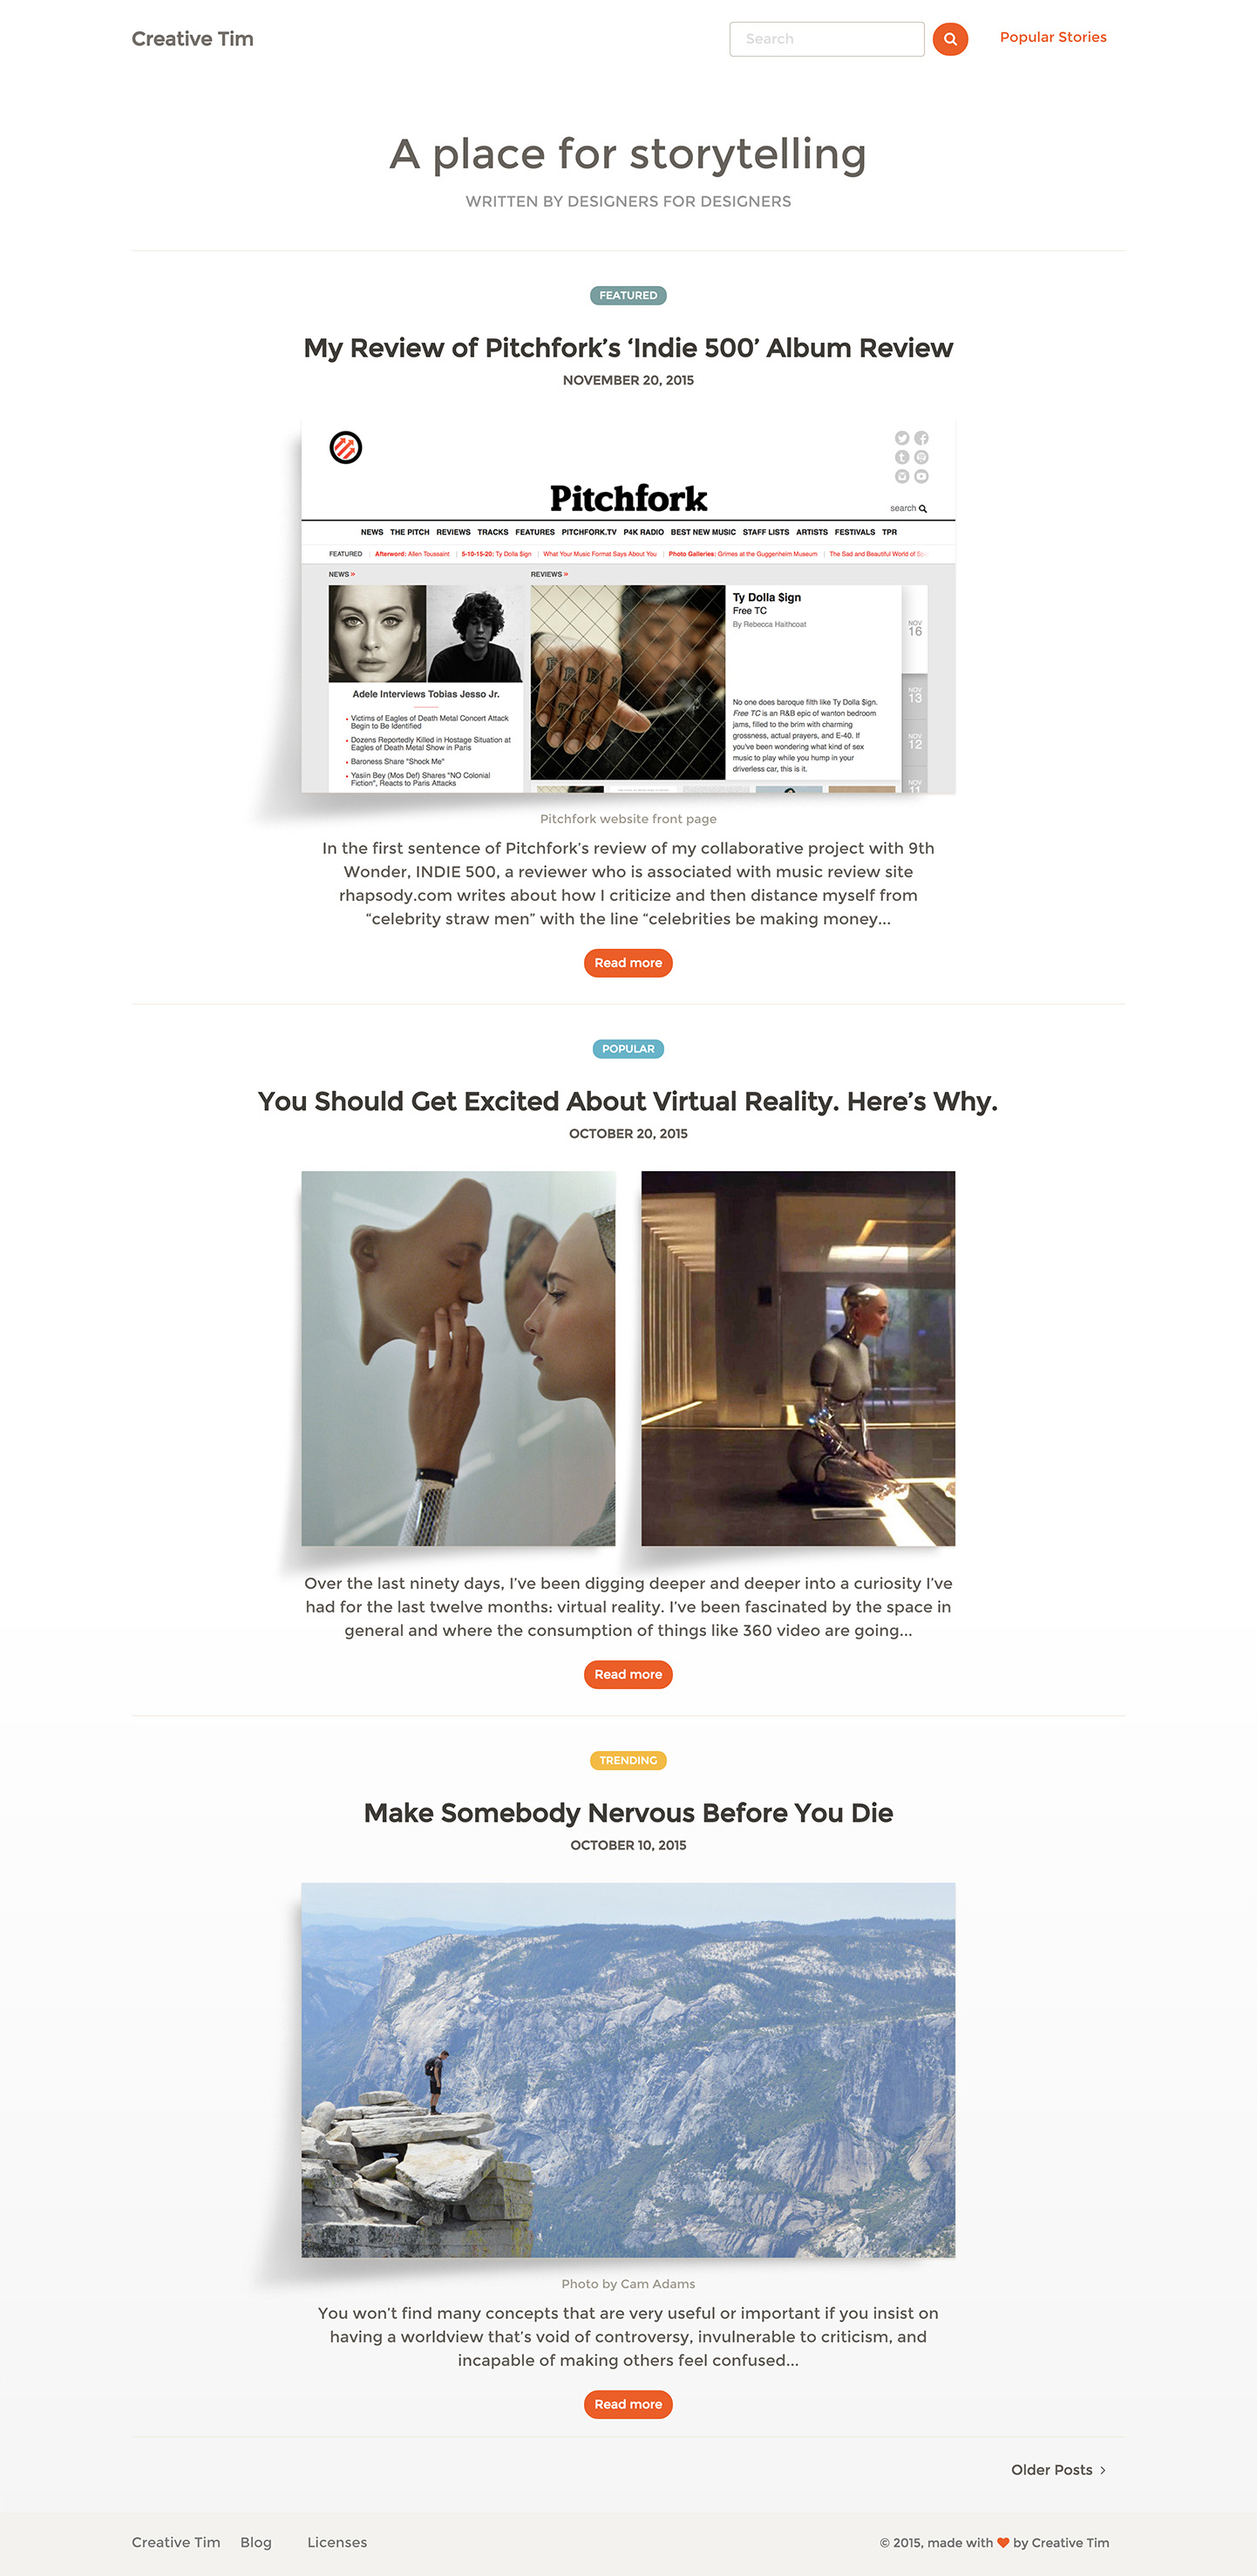 Creative Tim
Search
Popular Stories
A place for storytelling
WRITTEN BY DESIGNERS FOR DESIGNERS
FEATURED
My Review of Pitchfork’s ‘Indie 500’ Album Review
NOVEMBER 20, 2015
Pitchfork
search
NEWS THE PITCH REVIEWS TRACKS FEATURES PITCHFORK.TV P4K RADIO BEST NEW MUSIC STAFF LISTS ARTISTS FESTIVALS TPR
FEATURED | Afterword: Allen Toussaint | 5-10-15-20: Ty Dolla $ign | What Your Music Format Says About You | Photo Galleries: Grimes at the Guggenheim Museum | The Sad and Beautiful World of
NEWS »
REVIEWS »
Adele Interviews Tobias Jesso Jr.
• Victims of Eagles of Death Metal Concert Attack
Begin to Be Identified
• Dozens Reportedly Killed in Hostage Situation at
Eagles of Death Metal Show in Paris
• Baroness Share "Shock Me"
• Yasiin Bey (Mos Def) Shares "NO Colonial
Fiction", Reacts to Paris Attacks
Ty Dolla $ign
Free TC
By Rebecca Haithcoat
No one does baroque filth like Ty Dolla $ign.
Free TC is an R&B epic of wanton bedroom
jams, filled to the brim with charming
grossness, actual prayers, and E-40. If
you've been wondering what kind of sex
music to play while you hump in your
driverless car, this is it.
NOV
16
NOV
13
NOV
12
NOV
11
Pitchfork website front page
In the first sentence of Pitchfork’s review of my collaborative project with 9th
Wonder, INDIE 500, a reviewer who is associated with music review site
rhapsody.com writes about how I criticize and then distance myself from
“celebrity straw men” with the line “celebrities be making money...
Read more
POPULAR
You Should Get Excited About Virtual Reality. Here’s Why.
OCTOBER 20, 2015
Over the last ninety days, I’ve been digging deeper and deeper into a curiosity I’ve
had for the last twelve months: virtual reality. I’ve been fascinated by the space in
general and where the consumption of things like 360 video are going...
Read more
TRENDING
Make Somebody Nervous Before You Die
OCTOBER 10, 2015
Photo by Cam Adams
You won’t find many concepts that are very useful or important if you insist on
having a worldview that’s void of controversy, invulnerable to criticism, and
incapable of making others feel confused...
Read more
Older Posts
Creative Tim Blog Licenses
© 2015, made with ♥ by Creative Tim